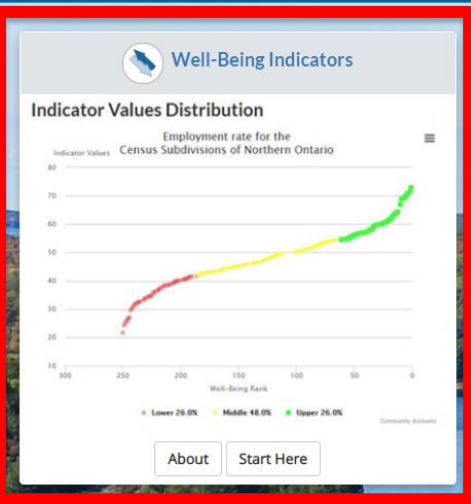 Well-Being Indicators
Indicator Values Distribution
Employment rate for the
Census Subdivisions of Northern Ontario
Indicator Values
80
70
60
50
40
30
20
10
300 250 200 150 100 50 0
Well-Being Rank
Lower 26.0% Middle 48.0% Upper 26.0%
Community Accounts
About Start Here